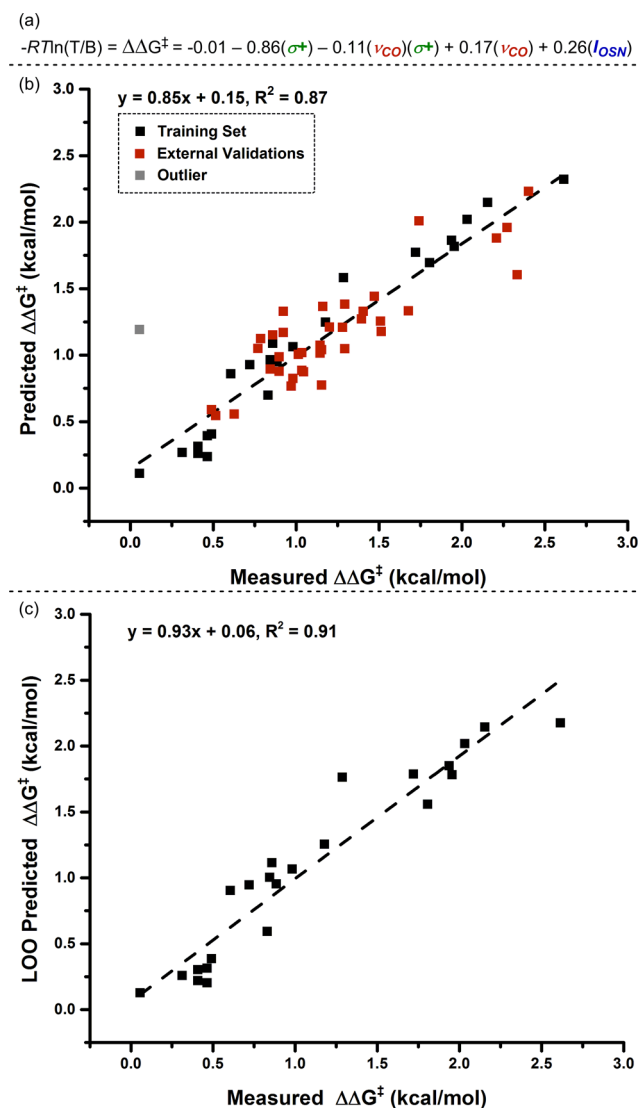 (a)
-RTln(T/B) = ΔΔG‡ = -0.01 – 0.86(σ+) – 0.11(νCO)(σ+) + 0.17(νCO) + 0.26(IOSN)
(b)
y = 0.85x + 0.15, R² = 0.87
Training Set
External Validations
Outlier
3.0
2.5
2.0
1.5
1.0
0.5
0.0
Predicted ΔΔG‡ (kcal/mol)
0.0 0.5 1.0 1.5 2.0 2.5 3.0
Measured ΔΔG‡ (kcal/mol)
(c)
y = 0.93x + 0.06, R² = 0.91
3.0
2.5
2.0
1.5
1.0
0.5
0.0
LOO Predicted ΔΔG‡ (kcal/mol)
0.0 0.5 1.0 1.5 2.0 2.5 3.0
Measured ΔΔG‡ (kcal/mol)